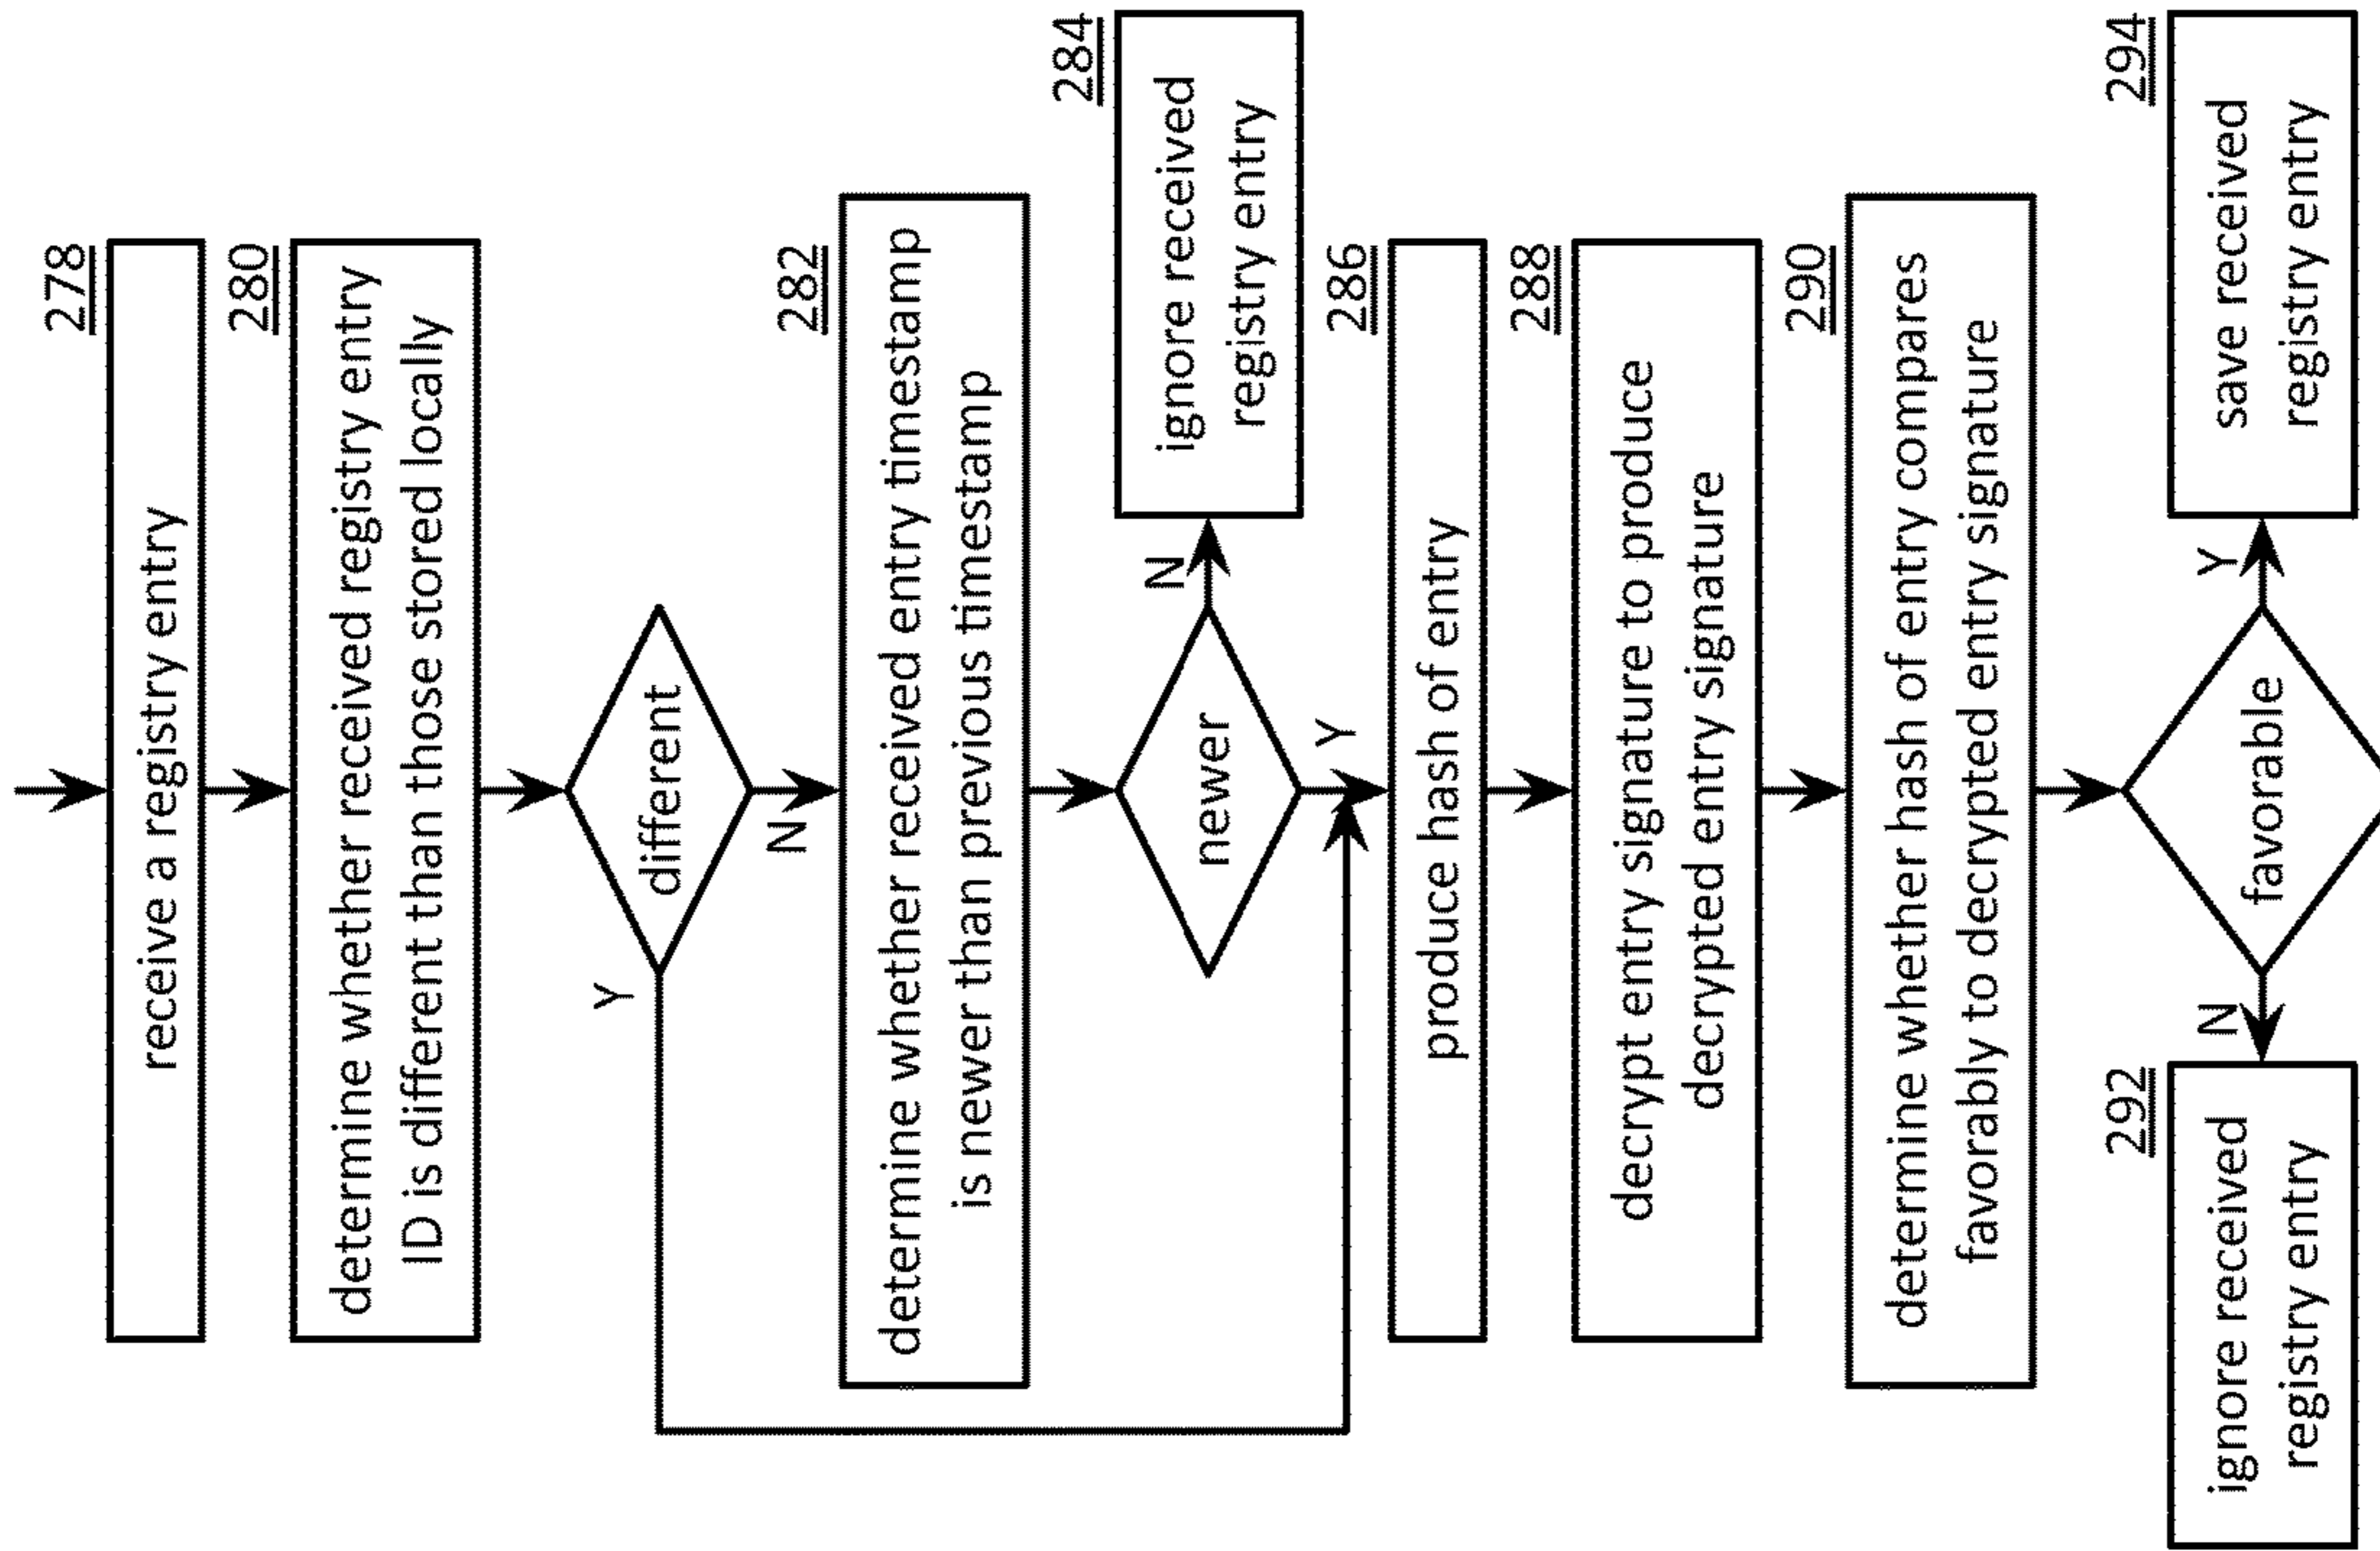 278
receive a registry entry
280
determine whether received registry entry
ID is different than those stored locally
different
Y
N
282
determine whether received entry timestamp
is newer than previous timestamp
newer
N
284
ignore received
registry entry
Y
286
produce hash of entry
288
decrypt entry signature to produce
decrypted entry signature
290
determine whether hash of entry compares
favorably to decrypted entry signature
favorable
N
Y
292
ignore received
registry entry
294
save received
registry entry